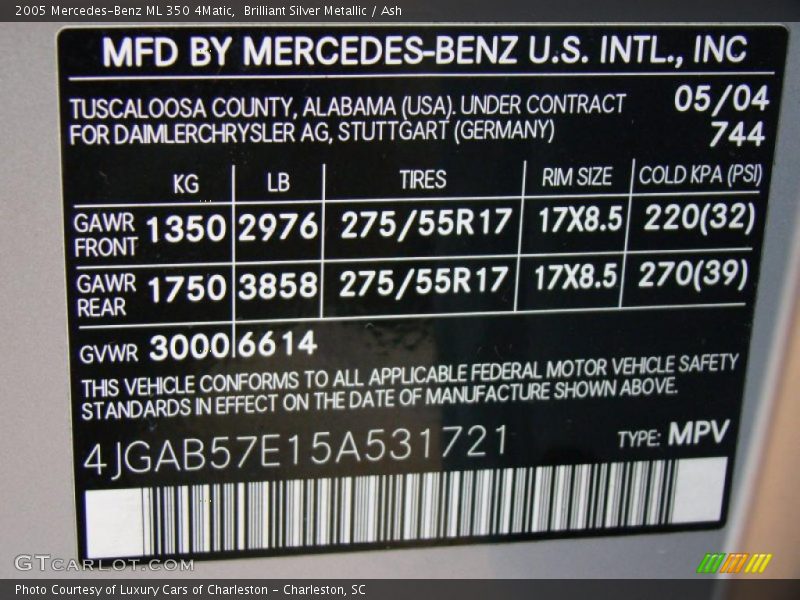 2005 Mercedes-Benz ML 350 4Matic,  Brilliant Silver Metallic / Ash
MFD BY MERCEDES-BENZ U.S. INTL., INC
TUSCALOOSA COUNTY, ALABAMA (USA). UNDER CONTRACT 05/04
FOR DAIMLERCHRYSLER AG, STUTTGART (GERMANY) 744
KG LB TIRES RIM SIZE COLD KPA (PSI)
GAWR FRONT 1350 2976 275/55R17 17X8.5 220(32)
GAWR REAR 1750 3858 275/55R17 17X8.5 270(39)
GVWR 3000 6614
THIS VEHICLE CONFORMS TO ALL APPLICABLE FEDERAL MOTOR VEHICLE SAFETY
STANDARDS IN EFFECT ON THE DATE OF MANUFACTURE SHOWN ABOVE.
4JGAB57E15A531721 TYPE: MPV
GTCARLOT.COM
Photo Courtesy of Luxury Cars of Charleston - Charleston, SC